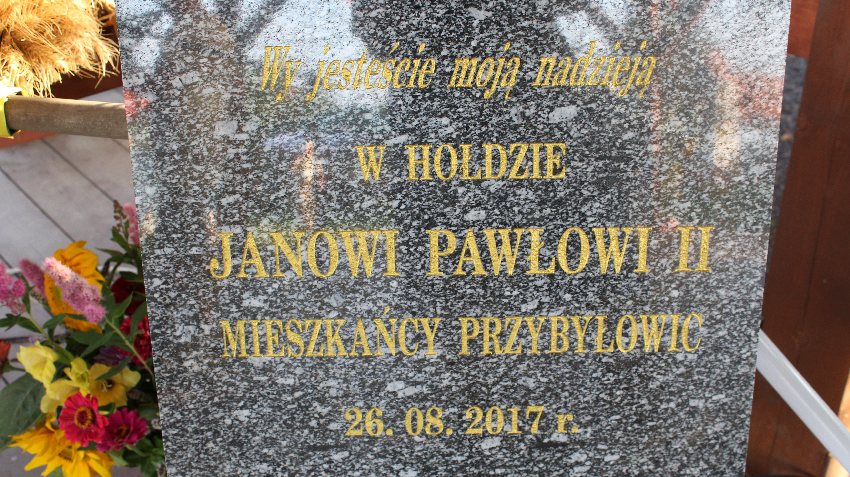 Wy jesteście moją nadzieją
W HOŁDZIE
JANOWI PAWŁOWI II
MIESZKAŃCY PRZYBYŁOWIC
26. 08. 2017 r.